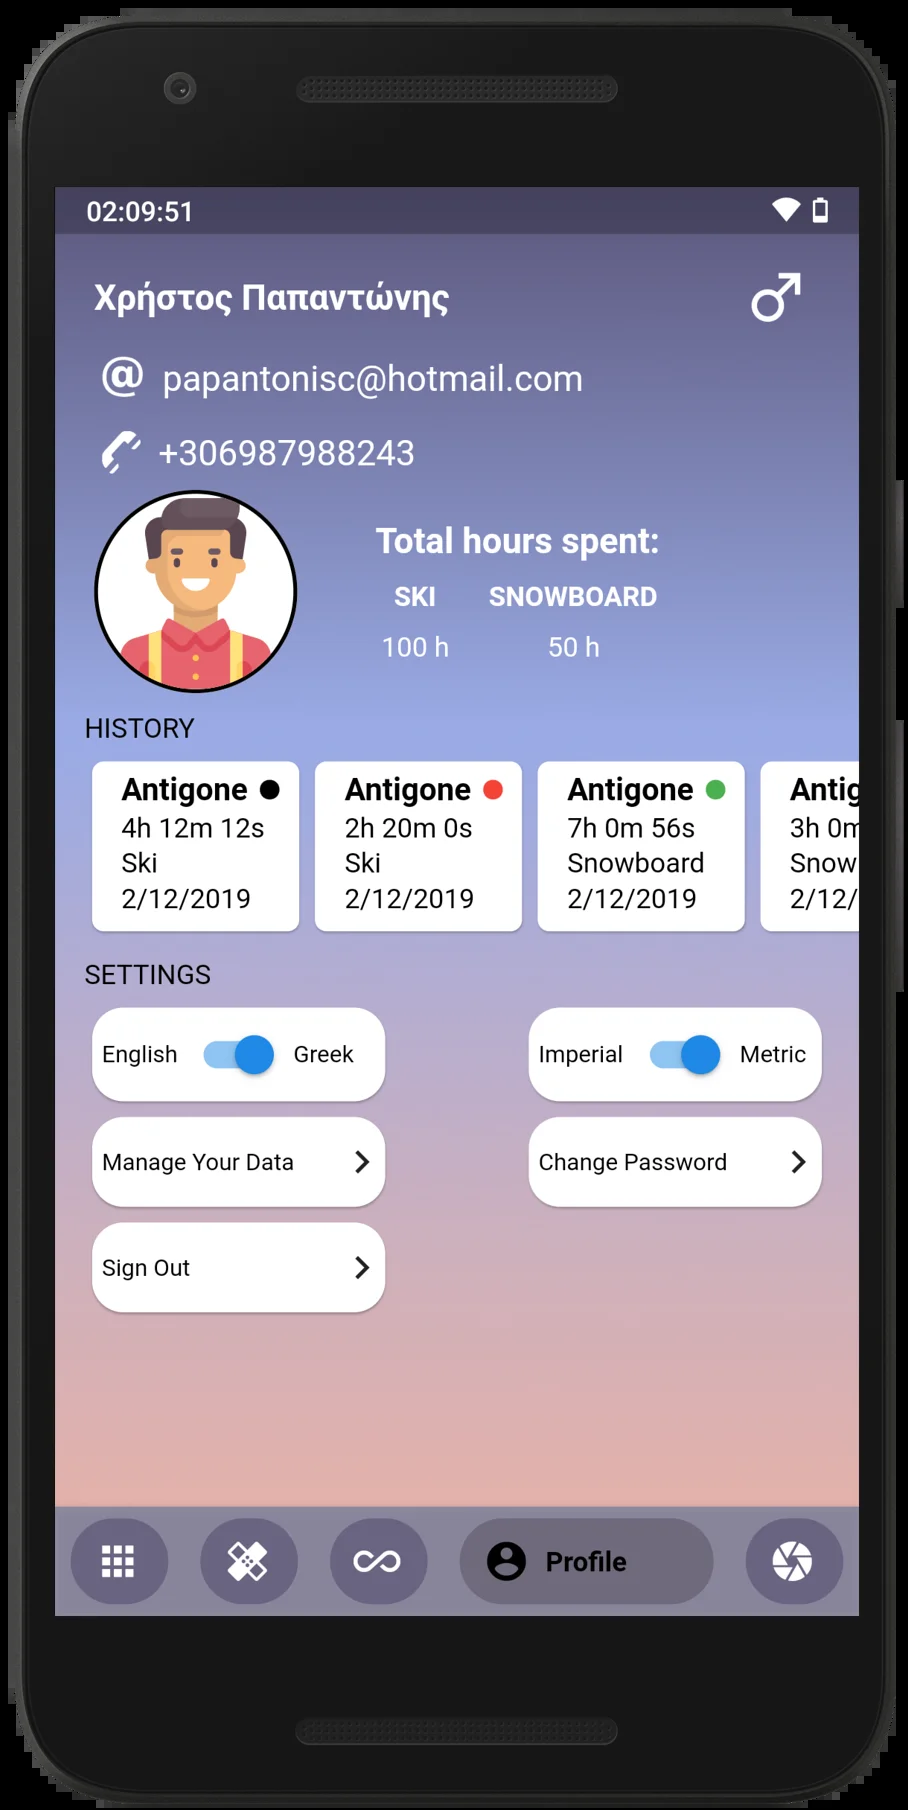 02:09:51
Χρήστος Παπαντώνης
@ papantonisc@hotmail.com
+306987988243
Total hours spent:
SKI SNOWBOARD
100 h 50 h
HISTORY
Antigone Antigone Antigone
4h 12m 12s 2h 20m 0s 7h 0m 56s 3h 0m
Ski Ski Snowboard
2/12/2019 2/12/2019 2/12/2019 2/12/
SETTINGS
English Greek Imperial Metric
Manage Your Data Change Password
Sign Out
Profile